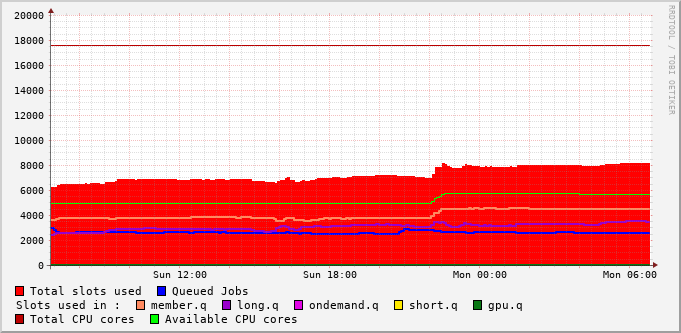 20000
18000
16000
14000
12000
10000
8000
6000
4000
2000
0
Sun 12:00 Sun 18:00 Mon 00:00 Mon 06:00
Total slots used Queued Jobs
Slots used in : member.q long.q ondemand.q short.q gpu.q
Total CPU cores Available CPU cores
RRDTOOL / TOBI OETIKER